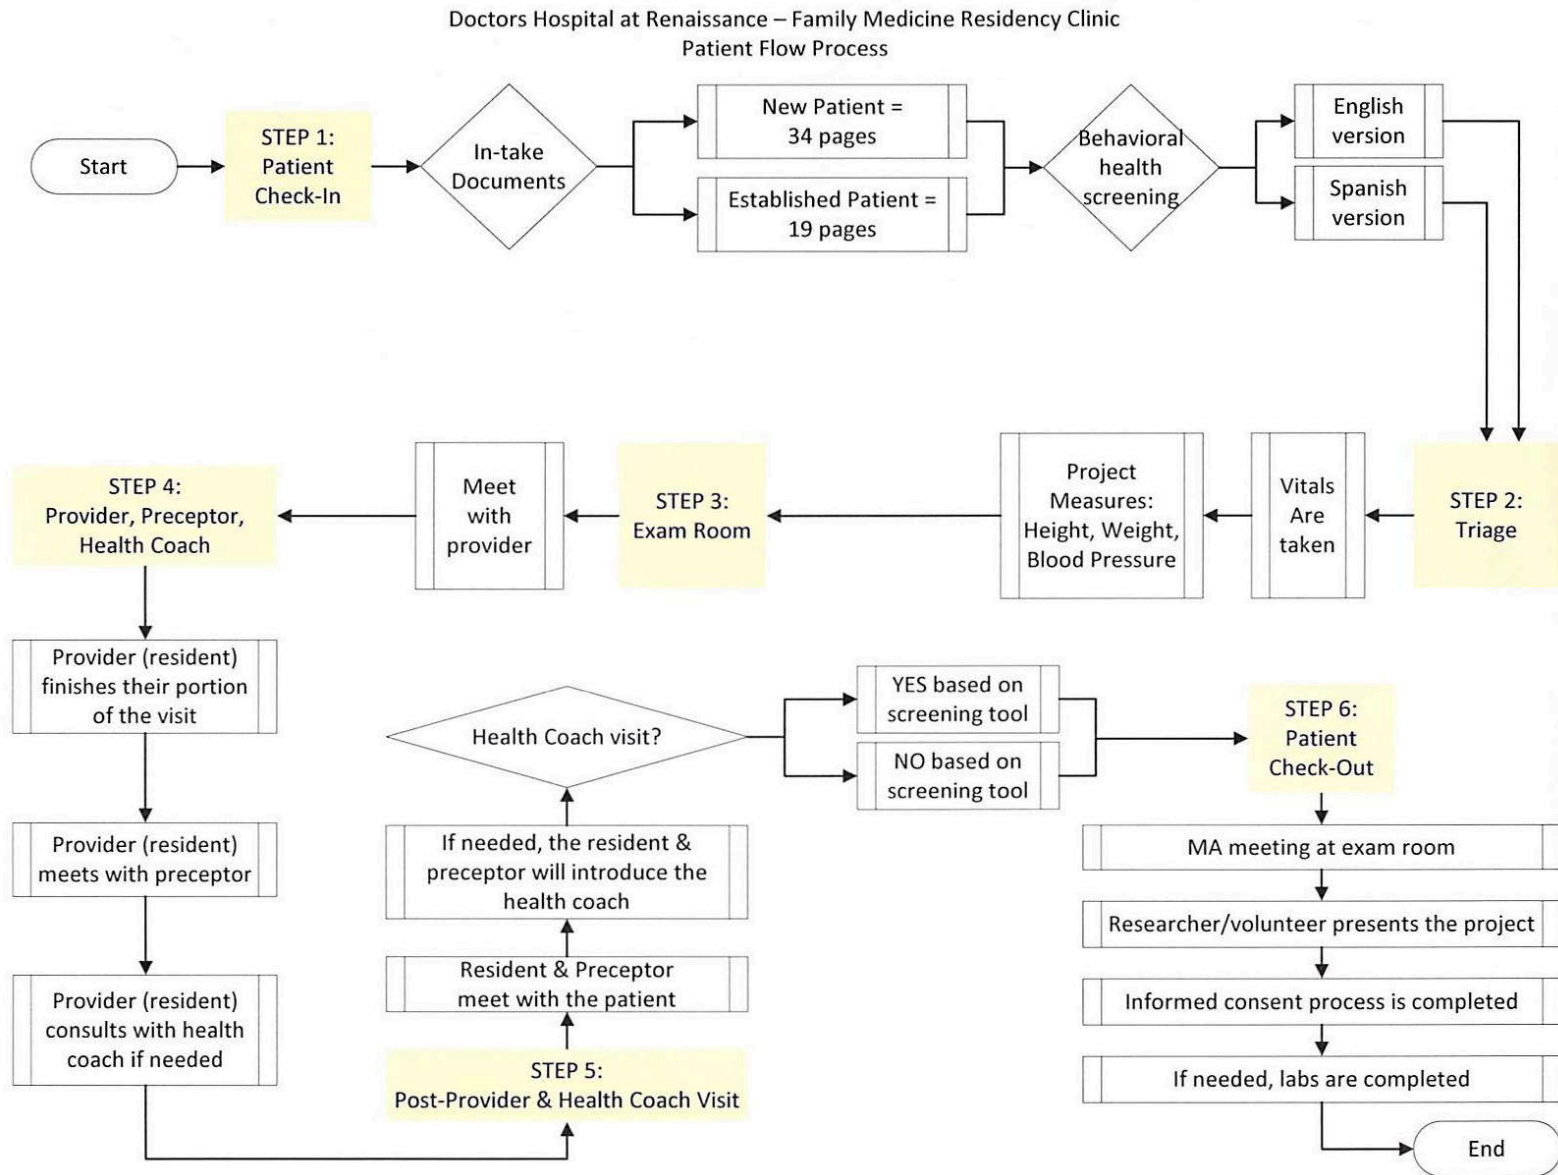 Doctors Hospital at Renaissance – Family Medicine Residency Clinic
Patient Flow Process
Start
STEP 1:
Patient
Check-In
In-take
Documents
New Patient =
34 pages
Established Patient =
19 pages
Behavioral
health
screening
English
version
Spanish
version
STEP 2:
Triage
Vitals
Are
taken
Project
Measures:
Height, Weight,
Blood Pressure
STEP 3:
Exam Room
Meet
with
provider
STEP 4:
Provider, Preceptor,
Health Coach
Provider (resident)
finishes their portion
of the visit
Provider (resident)
meets with preceptor
Provider (resident)
consults with health
coach if needed
STEP 5:
Post-Provider & Health Coach Visit
Resident & Preceptor
meet with the patient
If needed, the resident &
preceptor will introduce the
health coach
Health Coach visit?
YES based on
screening tool
NO based on
screening tool
STEP 6:
Patient
Check-Out
MA meeting at exam room
Researcher/volunteer presents the project
Informed consent process is completed
If needed, labs are completed
End